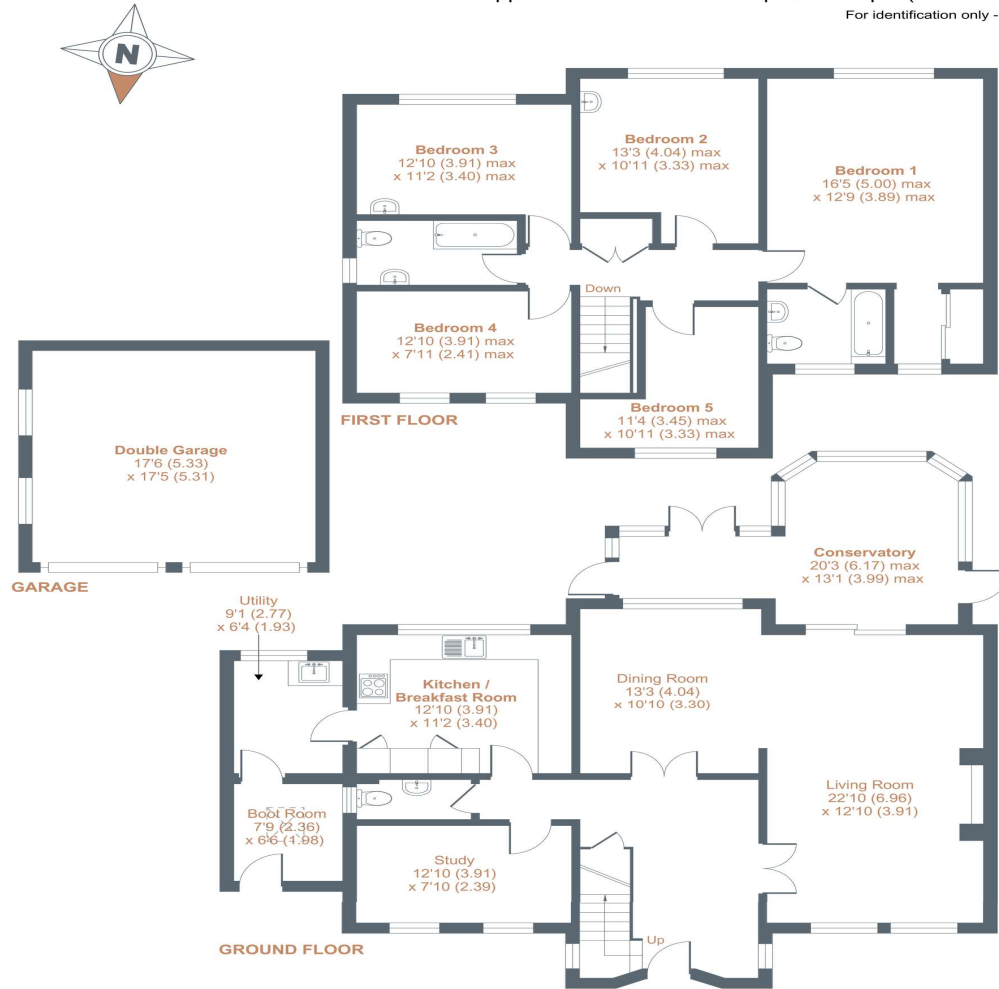 For identification only -
N
Bedroom 3
12'10 (3.91) max
x 11'2 (3.40) max
Bedroom 2
13'3 (4.04) max
x 10'11 (3.33) max
Bedroom 1
16'5 (5.00) max
x 12'9 (3.89) max
Down
Bedroom 4
12'10 (3.91) max
x 7'11 (2.41) max
Bedroom 5
11'4 (3.45) max
x 10'11 (3.33) max
FIRST FLOOR
Double Garage
17'6 (5.33)
x 17'5 (5.31)
GARAGE
Conservatory
20'3 (6.17) max
x 13'1 (3.99) max
Utility
9'1 (2.77)
x 6'4 (1.93)
Kitchen /
Breakfast Room
12'10 (3.91)
x 11'2 (3.40)
Dining Room
13'3 (4.04)
x 10'10 (3.30)
Living Room
22'10 (6.96)
x 12'10 (3.91)
Boot Room
7'9 (2.36)
x 6'6 (1.98)
Study
12'10 (3.91)
x 7'10 (2.39)
Up
GROUND FLOOR